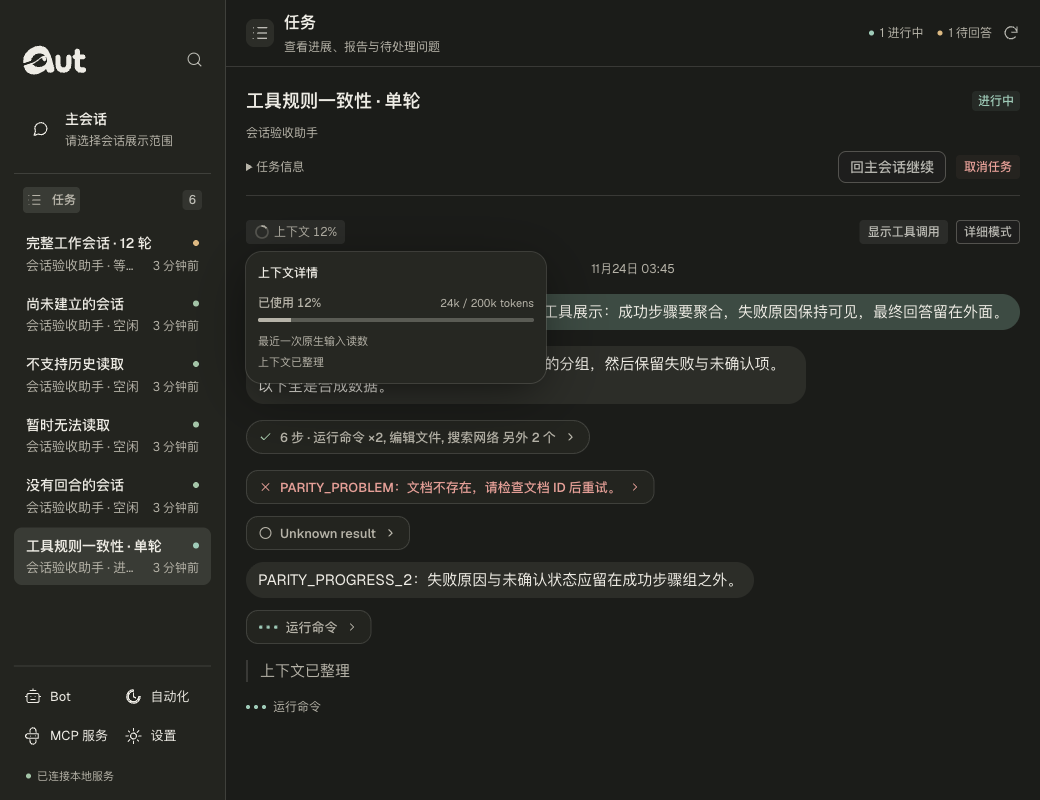 Aut
主会话
请选择会话展示范围
任务
6
完整工作会话 · 12 轮
会话验收助手 · 等...
3 分钟前
尚未建立的会话
会话验收助手 · 空闲
3 分钟前
不支持历史读取
会话验收助手 · 空闲
3 分钟前
暂时无法读取
会话验收助手 · 空闲
3 分钟前
没有回合的会话
会话验收助手 · 空闲
3 分钟前
工具规则一致性 · 单轮
会话验收助手 · 进...
3 分钟前
Bot
自动化
MCP 服务
设置
已连接本地服务
任务
查看进展、报告与待处理问题
1 进行中
1 待回答
工具规则一致性 · 单轮
进行中
会话验收助手
任务信息
回主会话继续
取消任务
上下文 12%
显示工具调用
详细模式
上下文详情
已使用 12%
24k / 200k tokens
最近一次原生输入读数
上下文已整理
11月24日 03:45
工具展示：成功步骤要聚合，失败原因保持可见，最终回答留在外面。
的分组，然后保留失败与未确认项。
以下全是合成数据。
6 步 · 运行命令 ×2, 编辑文件, 搜索网络 另外 2 个
PARITY_PROBLEM：文档不存在，请检查文档 ID 后重试。
Unknown result
PARITY_PROGRESS_2：失败原因与未确认状态应留在成功步骤组之外。
运行命令
上下文已整理
运行命令